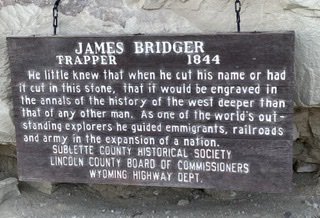 JAMES BRIDGER
TRAPPER 1844
He little knew that when he cut his name or had
it cut in this stone, that it would be engraved in
the annals of the history of the west deeper than
that of any other man. As one of the world's out-
standing explorers he guided emmigrants, railroads
and army in the expansion of a nation.
SUBLETTE COUNTY HISTORICAL SOCIETY
LINCOLN COUNTY BOARD OF COMMISSIONERS
WYOMING HIGHWAY DEPT.